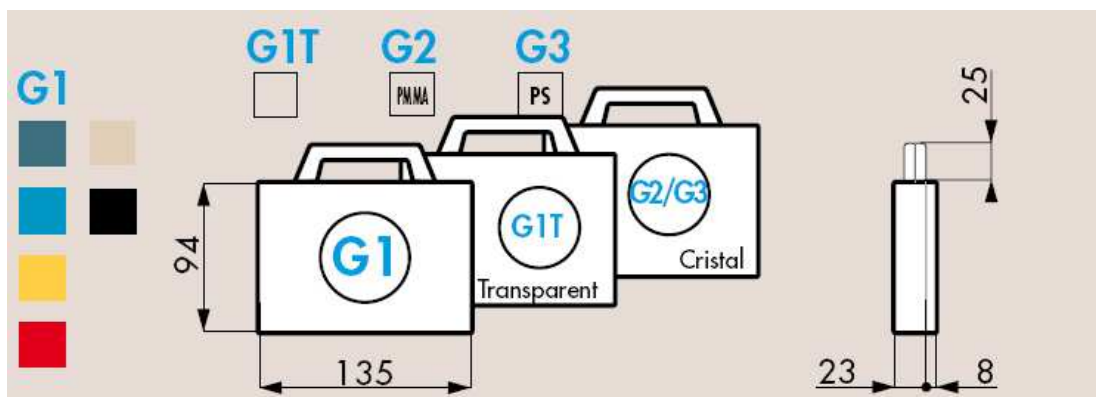 G1T G2 G3
G1
PMMA PS
25
G2/G3
G1T
G1
94
Cristal
Transparent
135
23 8